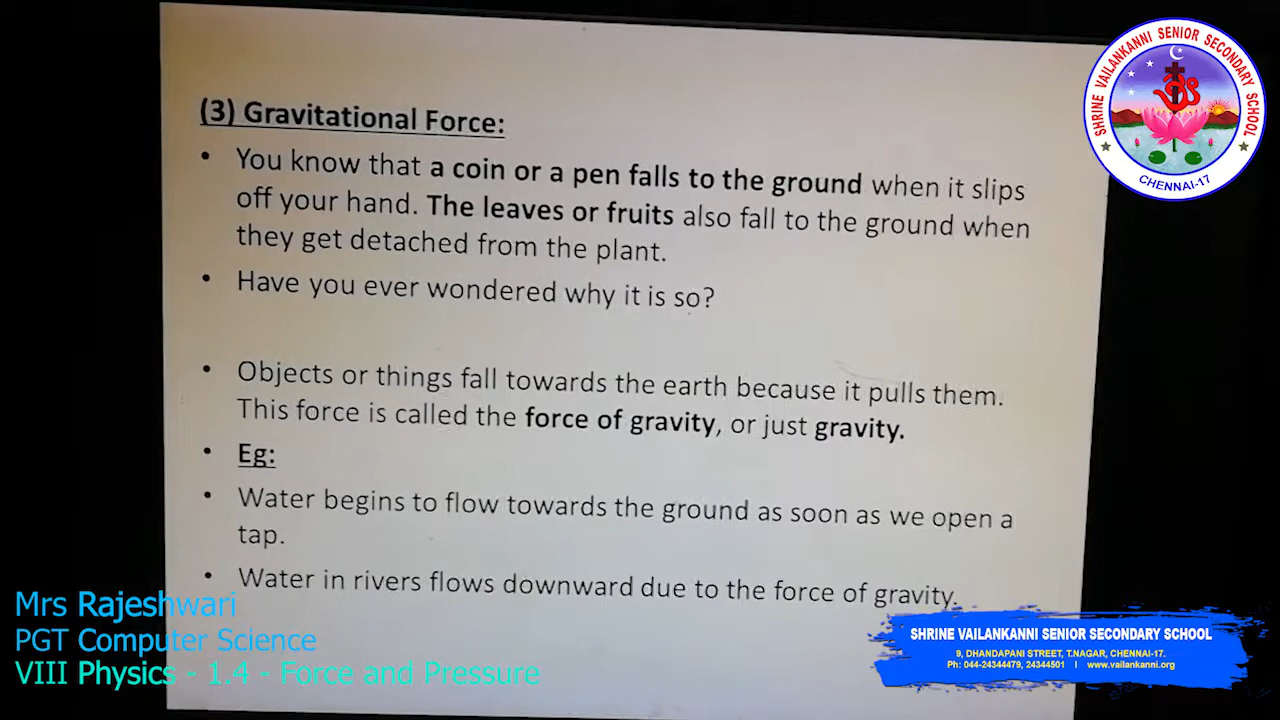 (3) Gravitational Force:
• You know that a coin or a pen falls to the ground when it slips
off your hand. The leaves or fruits also fall to the ground when
they get detached from the plant.
• Have you ever wondered why it is so?
• Objects or things fall towards the earth because it pulls them.
This force is called the force of gravity, or just gravity.
• Eg:
• Water begins to flow towards the ground as soon as we open a
tap.
• Water in rivers flows downward due to the force of gravity.
SHRINE VAILANKANNI SENIOR SECONDARY SCHOOL
CHENNAI-17
Mrs Rajeshwari
PGT Computer Science
VIII Physics - 1.4 - Force and Pressure
SHRINE VAILANKANNI SENIOR SECONDARY SCHOOL
9, DHANDAPANI STREET, T.NAGAR, CHENNAI-17.
Ph: 044-24344479, 24344501 | www.vailankanni.org